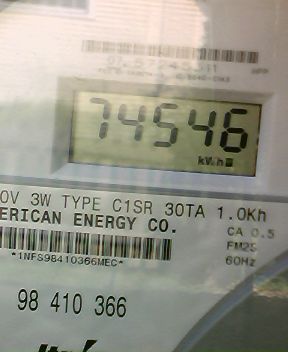 74546
kWh
0V 3W TYPE C1SR 30TA 1.0Kh
ERICAN ENERGY CO.
CA 0.5
FM2S
60Hz
*1NFS98410366MEC*
98 410 366